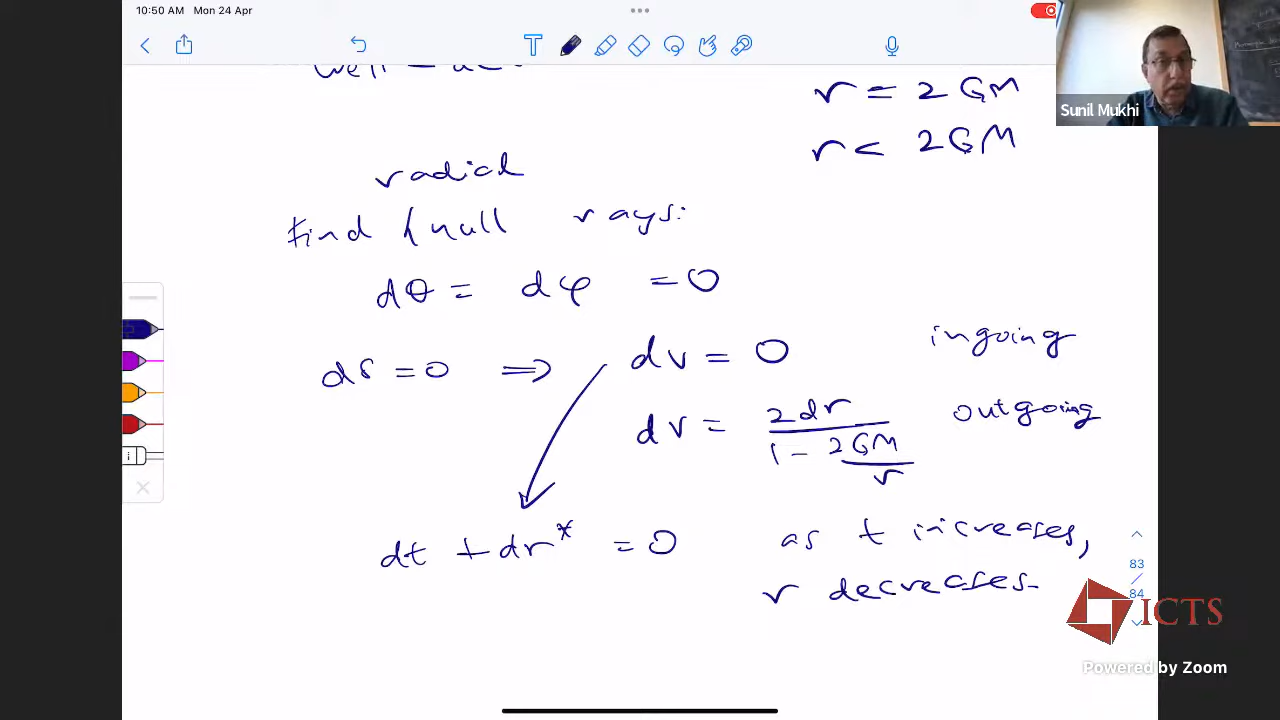 10:50 AM Mon 24 Apr
r = 2GM
r < 2GM
Sunil Mukhi
radial
Find null rays:
dθ = dφ = 0
ds = 0 ⇒ dv = 0 ingoing
dv = 2dr / (1 - 2GM/r) outgoing
dt + dr* = 0 as t increases,
r decreases.
83
84
ICTS
Powered by Zoom